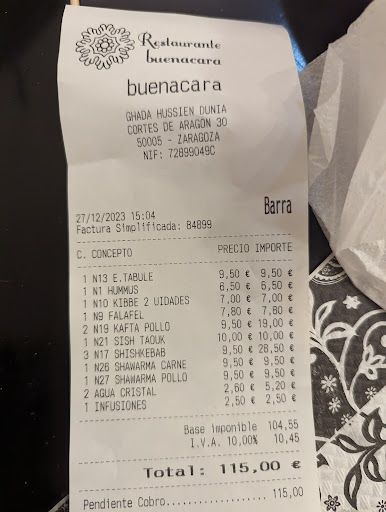 Restaurante
buenacara
buenacara
GHADA HUSSIEN DUNIA
CORTES DE ARAGON 30
50005 - ZARAGOZA
NIF: 72899049C
Barra
27/12/2023 15:04
Factura Simplificada: B4899
C. CONCEPTO PRECIO IMPORTE
1 N13 E.TABULE 9,50 € 9,50 €
1 N1 HUMMUS 6,50 € 6,50 €
1 N10 KIBBE 2 UIDADES 7,00 € 7,00 €
1 N9 FALAFEL 7,80 € 7,80 €
2 N19 KAFTA POLLO 9,50 € 19,00 €
1 N21 SISH TAOUK 10,00 € 10,00 €
3 N17 SHISHKEBAB 9,50 € 28,50 €
1 N26 SHAWARMA CARNE 9,50 € 9,50 €
1 N27 SHAWARMA POLLO 9,50 € 9,50 €
2 AGUA CRISTAL 2,60 € 5,20 €
1 INFUSIONES 2,50 € 2,50 €
Base imponible 104,55
I.V.A. 10,00% 10,45
Total: 115,00 €
Pendiente Cobro.................. 115,00